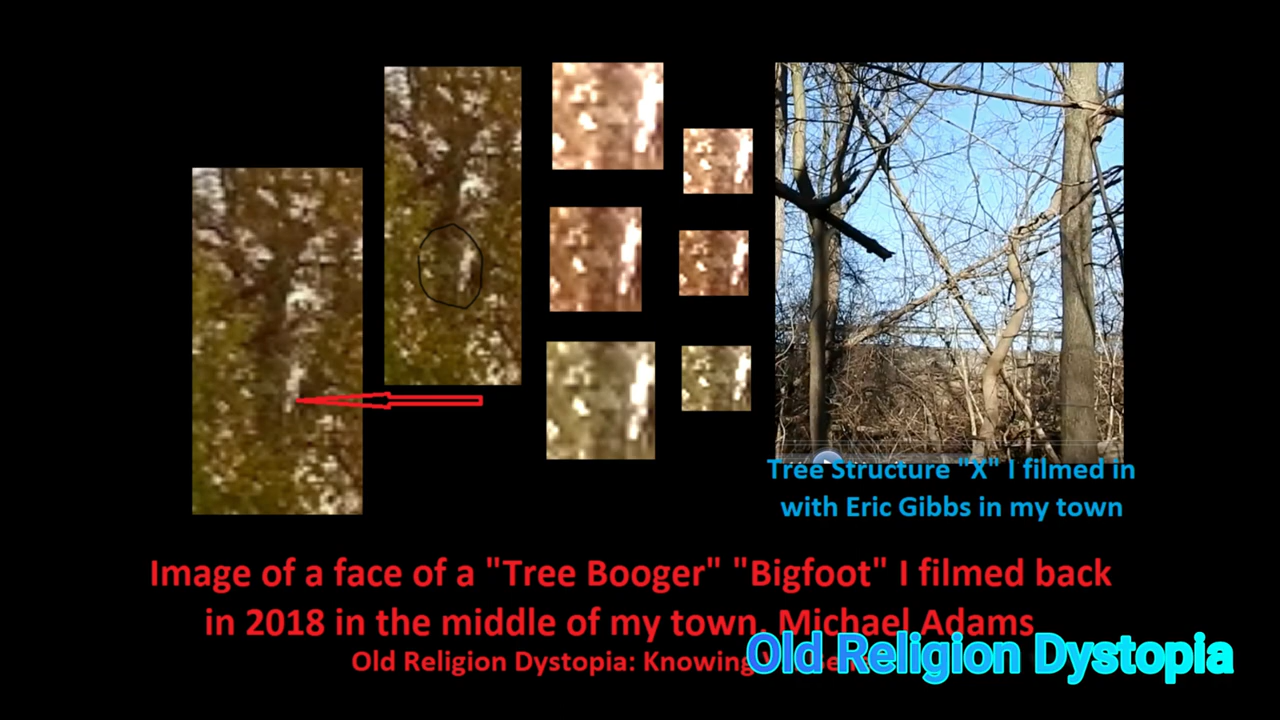 Tree Structure "X" I filmed in
with Eric Gibbs in my town
Image of a face of a "Tree Booger" "Bigfoot" I filmed back
in 2018 in the middle of my town. Michael Adams
Old Religion Dystopia: Knowing
Old Religion Dystopia